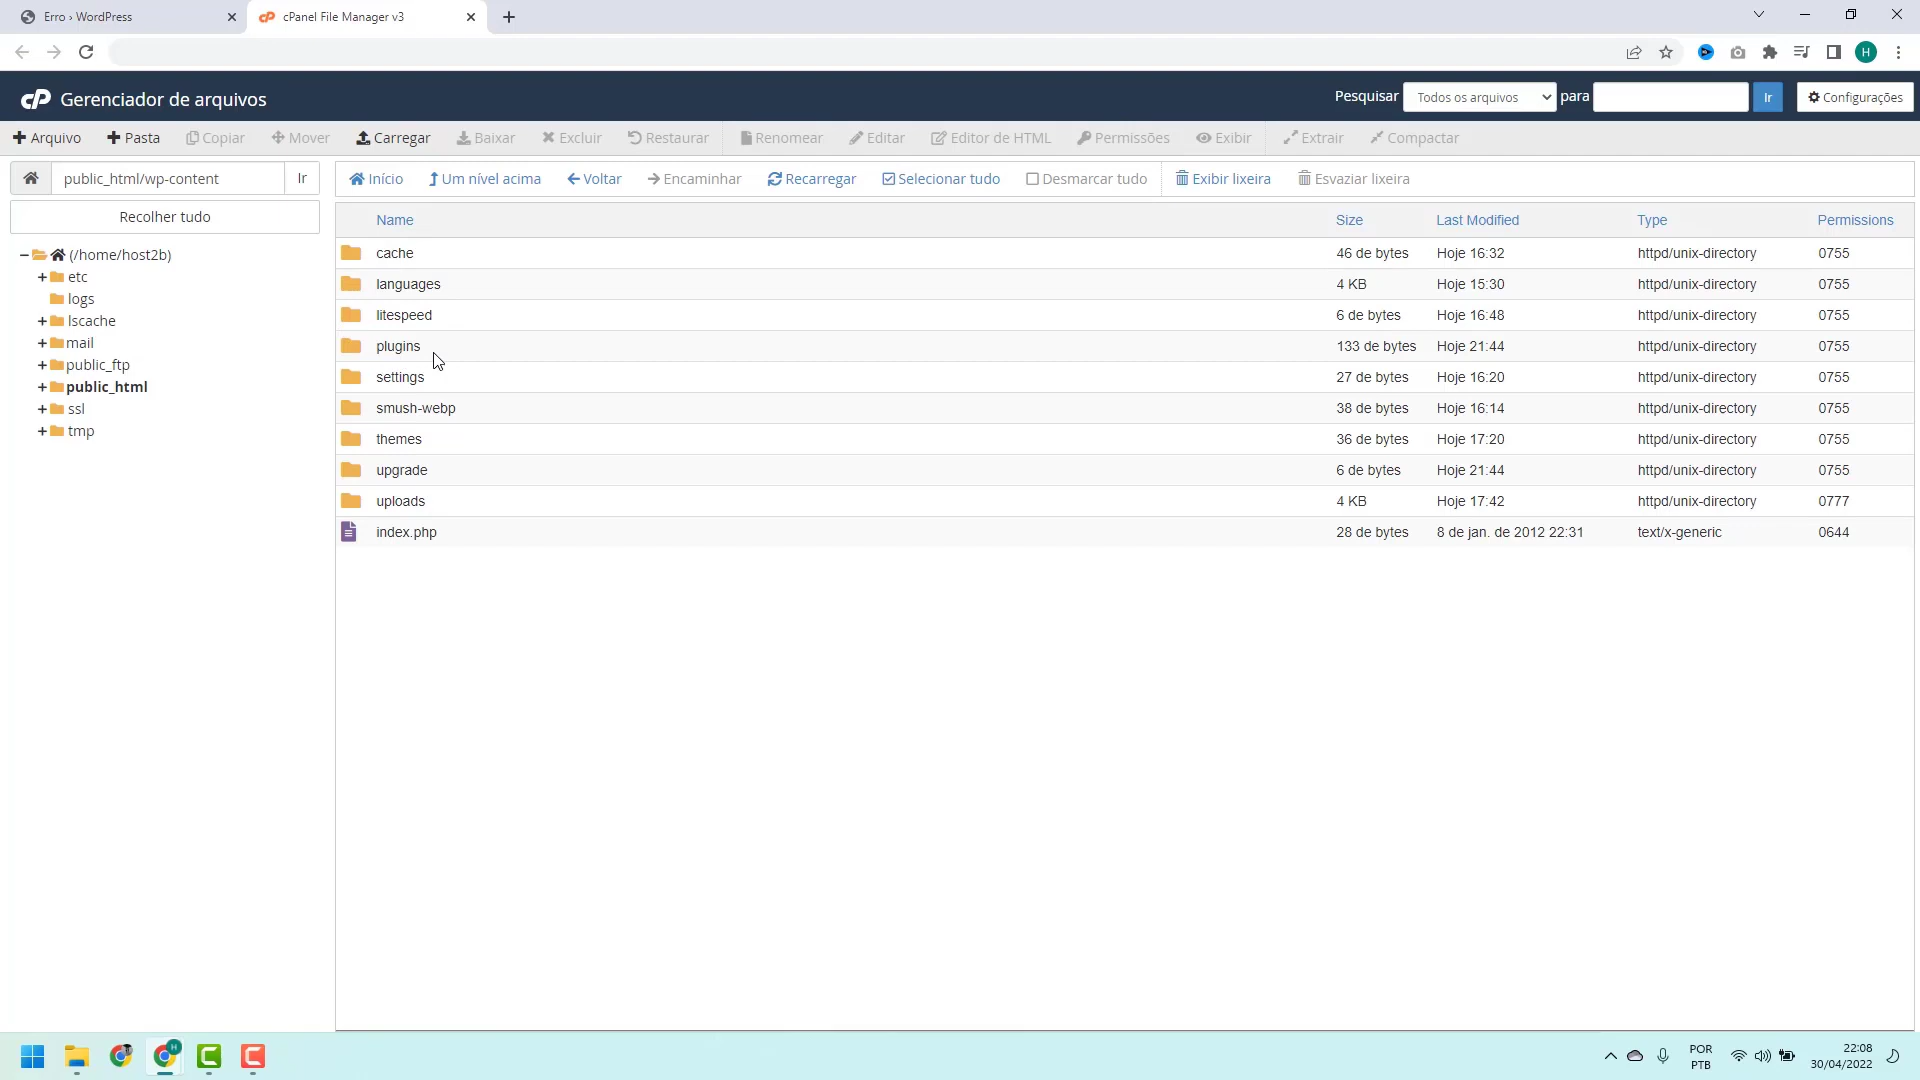 Erro › WordPress
cPanel File Manager v3
H
cP Gerenciador de arquivos
Pesquisar Todos os arquivos para Ir Configurações
Arquivo Pasta Copiar Mover Carregar Baixar Excluir Restaurar Renomear Editar Editor de HTML Permissões Exibir Extrair Compactar
public_html/wp-content Ir
Início Um nível acima Voltar Encaminhar Recarregar Selecionar tudo Desmarcar tudo Exibir lixeira Esvaziar lixeira
Recolher tudo
(/home/host2b)
etc
logs
lscache
mail
public_ftp
public_html
ssl
tmp
Name Size Last Modified Type Permissions
cache 46 de bytes Hoje 16:32 httpd/unix-directory 0755
languages 4 KB Hoje 15:30 httpd/unix-directory 0755
litespeed 6 de bytes Hoje 16:48 httpd/unix-directory 0755
plugins 133 de bytes Hoje 21:44 httpd/unix-directory 0755
settings 27 de bytes Hoje 16:20 httpd/unix-directory 0755
smush-webp 38 de bytes Hoje 16:14 httpd/unix-directory 0755
themes 36 de bytes Hoje 17:20 httpd/unix-directory 0755
upgrade 6 de bytes Hoje 21:44 httpd/unix-directory 0755
uploads 4 KB Hoje 17:42 httpd/unix-directory 0777
index.php 28 de bytes 8 de jan. de 2012 22:31 text/x-generic 0644
H
POR
PTB
22:08
30/04/2022